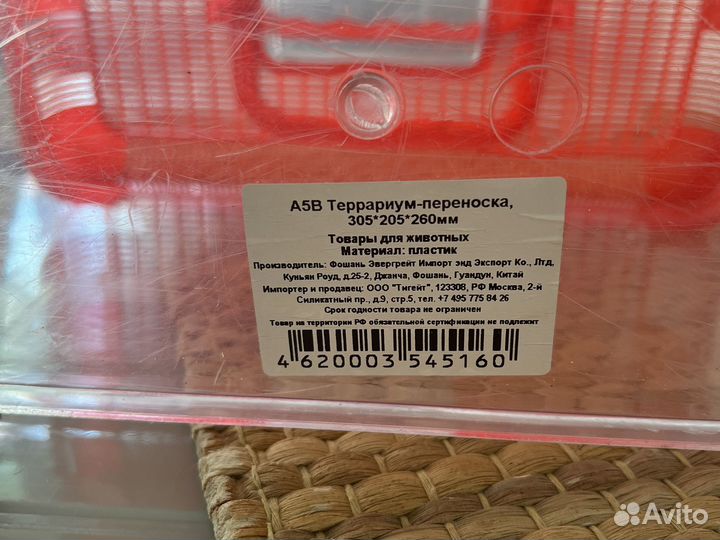 А5В Террариум-переноска,
305*205*260мм
Товары для животных
Материал: пластик
Производитель: Фошань Эвергрейт Импорт энд Экспорт Ко., Лтд,
Куньян Роуд, д.25-2, Джанча, Фошань, Гуандун, Китай
Импортер и продавец: ООО "Тигейт", 123308, РФ Москва, 2-й
Силикатный пр., д.9, стр.5, тел. +7 495 775 84 26
Срок годности товара не ограничен
Товар на территории РФ обязательной сертификации не подлежит
4 620003 545160
Avito